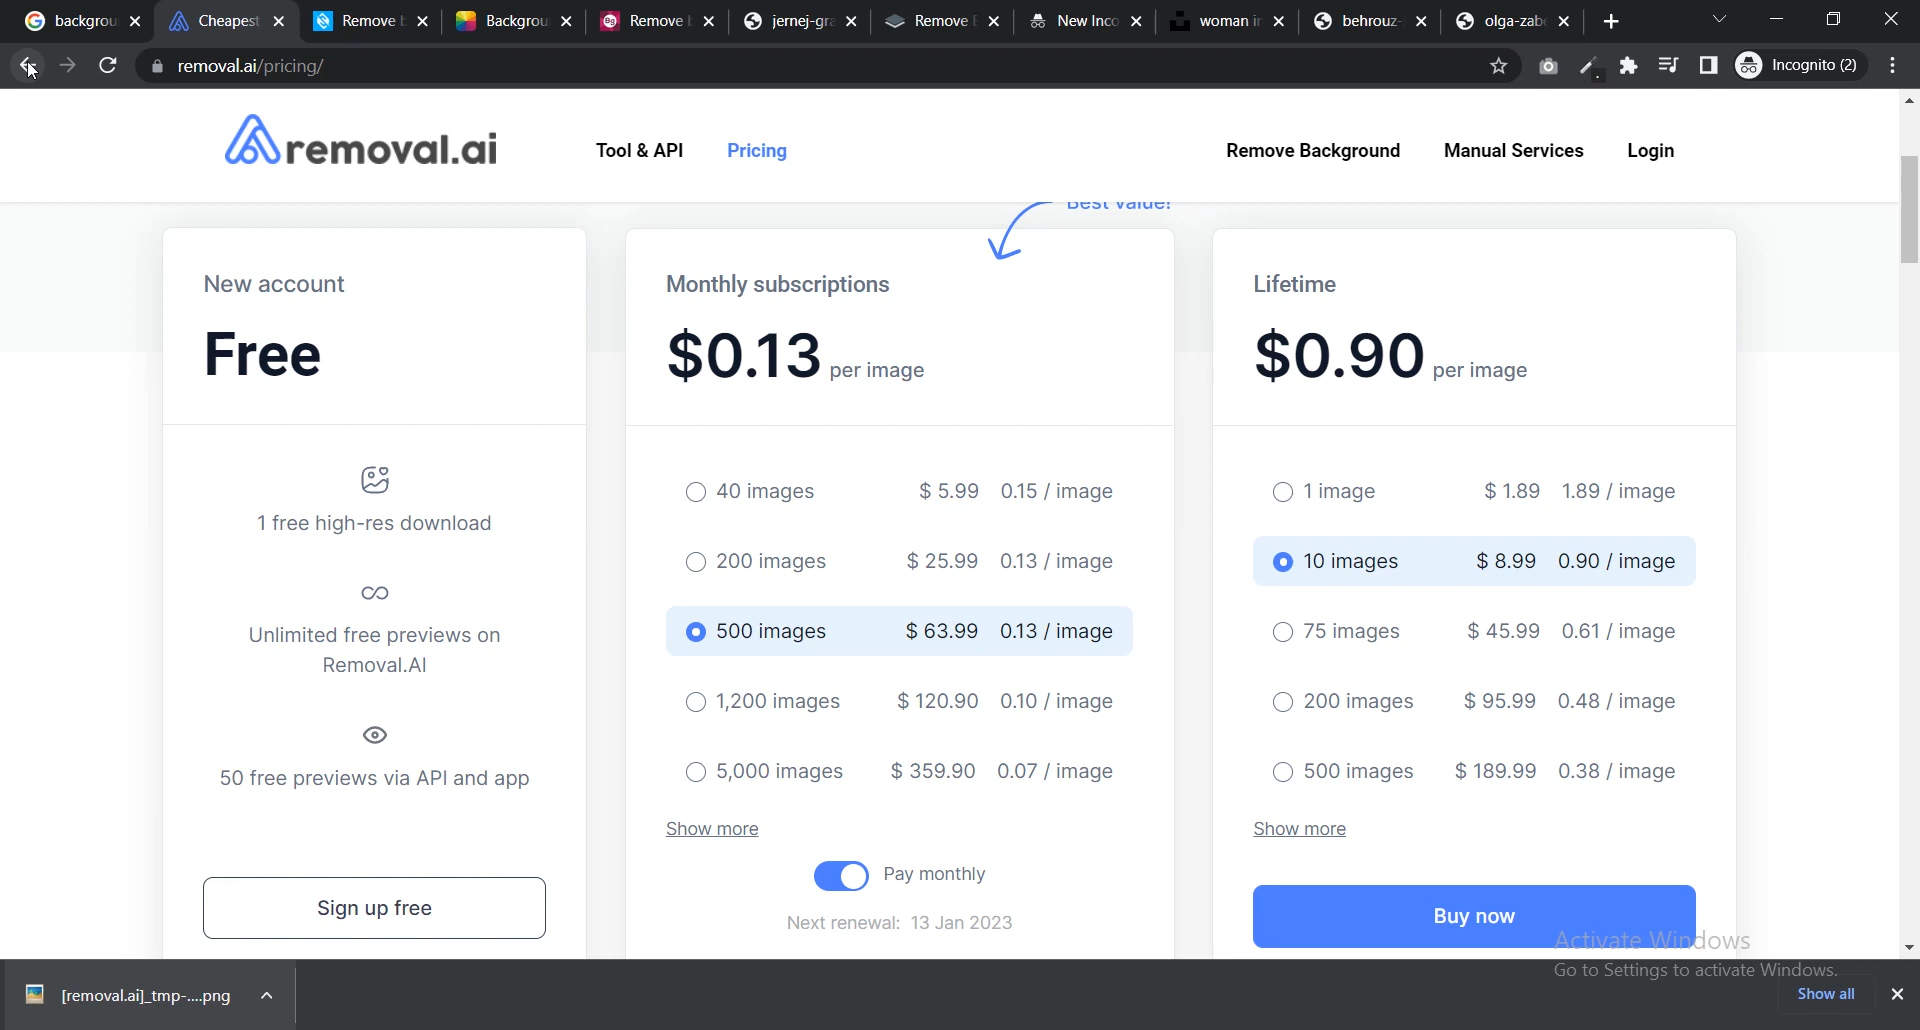 backgrou
Cheapest
Remove b
Backgrou
Remove b
jernej-gra
Remove B
New Inco
woman in
behrouz-
olga-zab
removal.ai/pricing/
Incognito (2)
removal.ai
Tool & API
Pricing
Remove Background
Manual Services
Login
Best value!
New account
Free
1 free high-res download
Unlimited free previews on
Removal.AI
50 free previews via API and app
Sign up free
Monthly subscriptions
$0.13 per image
40 images $ 5.99 0.15 / image
200 images $ 25.99 0.13 / image
500 images $ 63.99 0.13 / image
1,200 images $ 120.90 0.10 / image
5,000 images $ 359.90 0.07 / image
Show more
Pay monthly
Next renewal: 13 Jan 2023
Lifetime
$0.90 per image
1 image $ 1.89 1.89 / image
10 images $ 8.99 0.90 / image
75 images $ 45.99 0.61 / image
200 images $ 95.99 0.48 / image
500 images $ 189.99 0.38 / image
Show more
Buy now
Activate Windows
Go to Settings to activate Windows.
[removal.ai]_tmp-....png
Show all